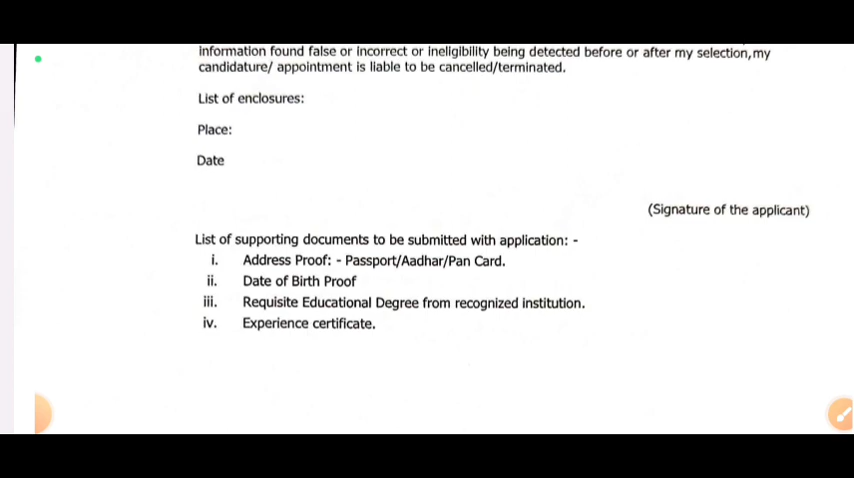 information found false or incorrect or ineligibility being detected before or after my selection,my
candidature/ appointment is liable to be cancelled/terminated.
List of enclosures:
Place:
Date
(Signature of the applicant)
List of supporting documents to be submitted with application: -
i. Address Proof: - Passport/Aadhar/Pan Card.
ii. Date of Birth Proof
iii. Requisite Educational Degree from recognized institution.
iv. Experience certificate.